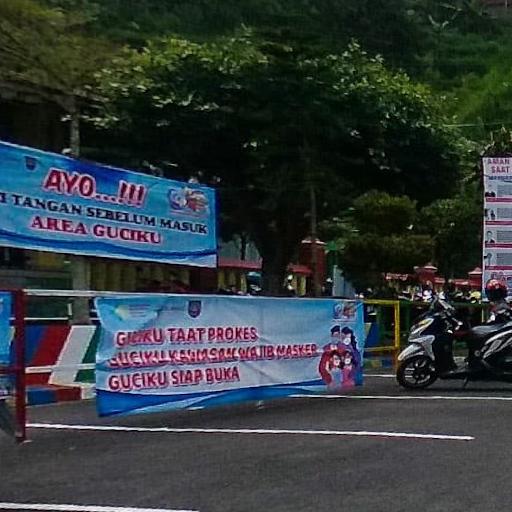 AYO....!!!
TANGAN SEBELUM MASUK
AREA GUCIKU
GUCIKU TAAT PROKES
GUCIKU KAWASAN WAJIB MASKER
GUCIKU SIAP BUKA
AMAN
SAAT